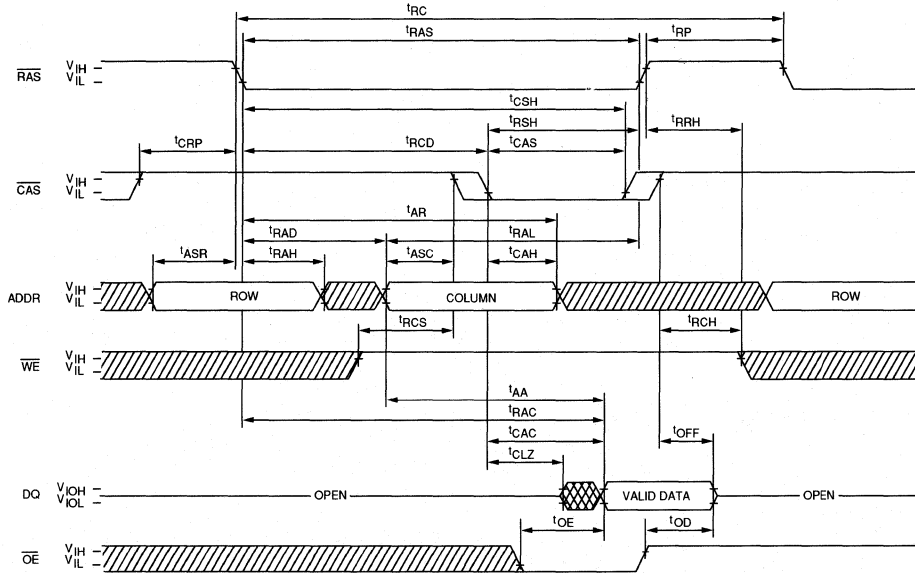 tRC
tRAS
tRP
RAS VIH
VIL
tCSH
tRSH
tRRH
tCRP
tRCD
tCAS
CAS VIH
VIL
tAR
tRAD
tRAL
tASR
tRAH
tASC
tCAH
ADDR VIH
VIL
ROW
COLUMN
ROW
tRCS
tRCH
WE VIH
VIL
tAA
tRAC
tCAC
tOFF
tCLZ
DQ VIOH
VIOL
OPEN
VALID DATA
OPEN
tOE
tOD
OE VIH
VIL